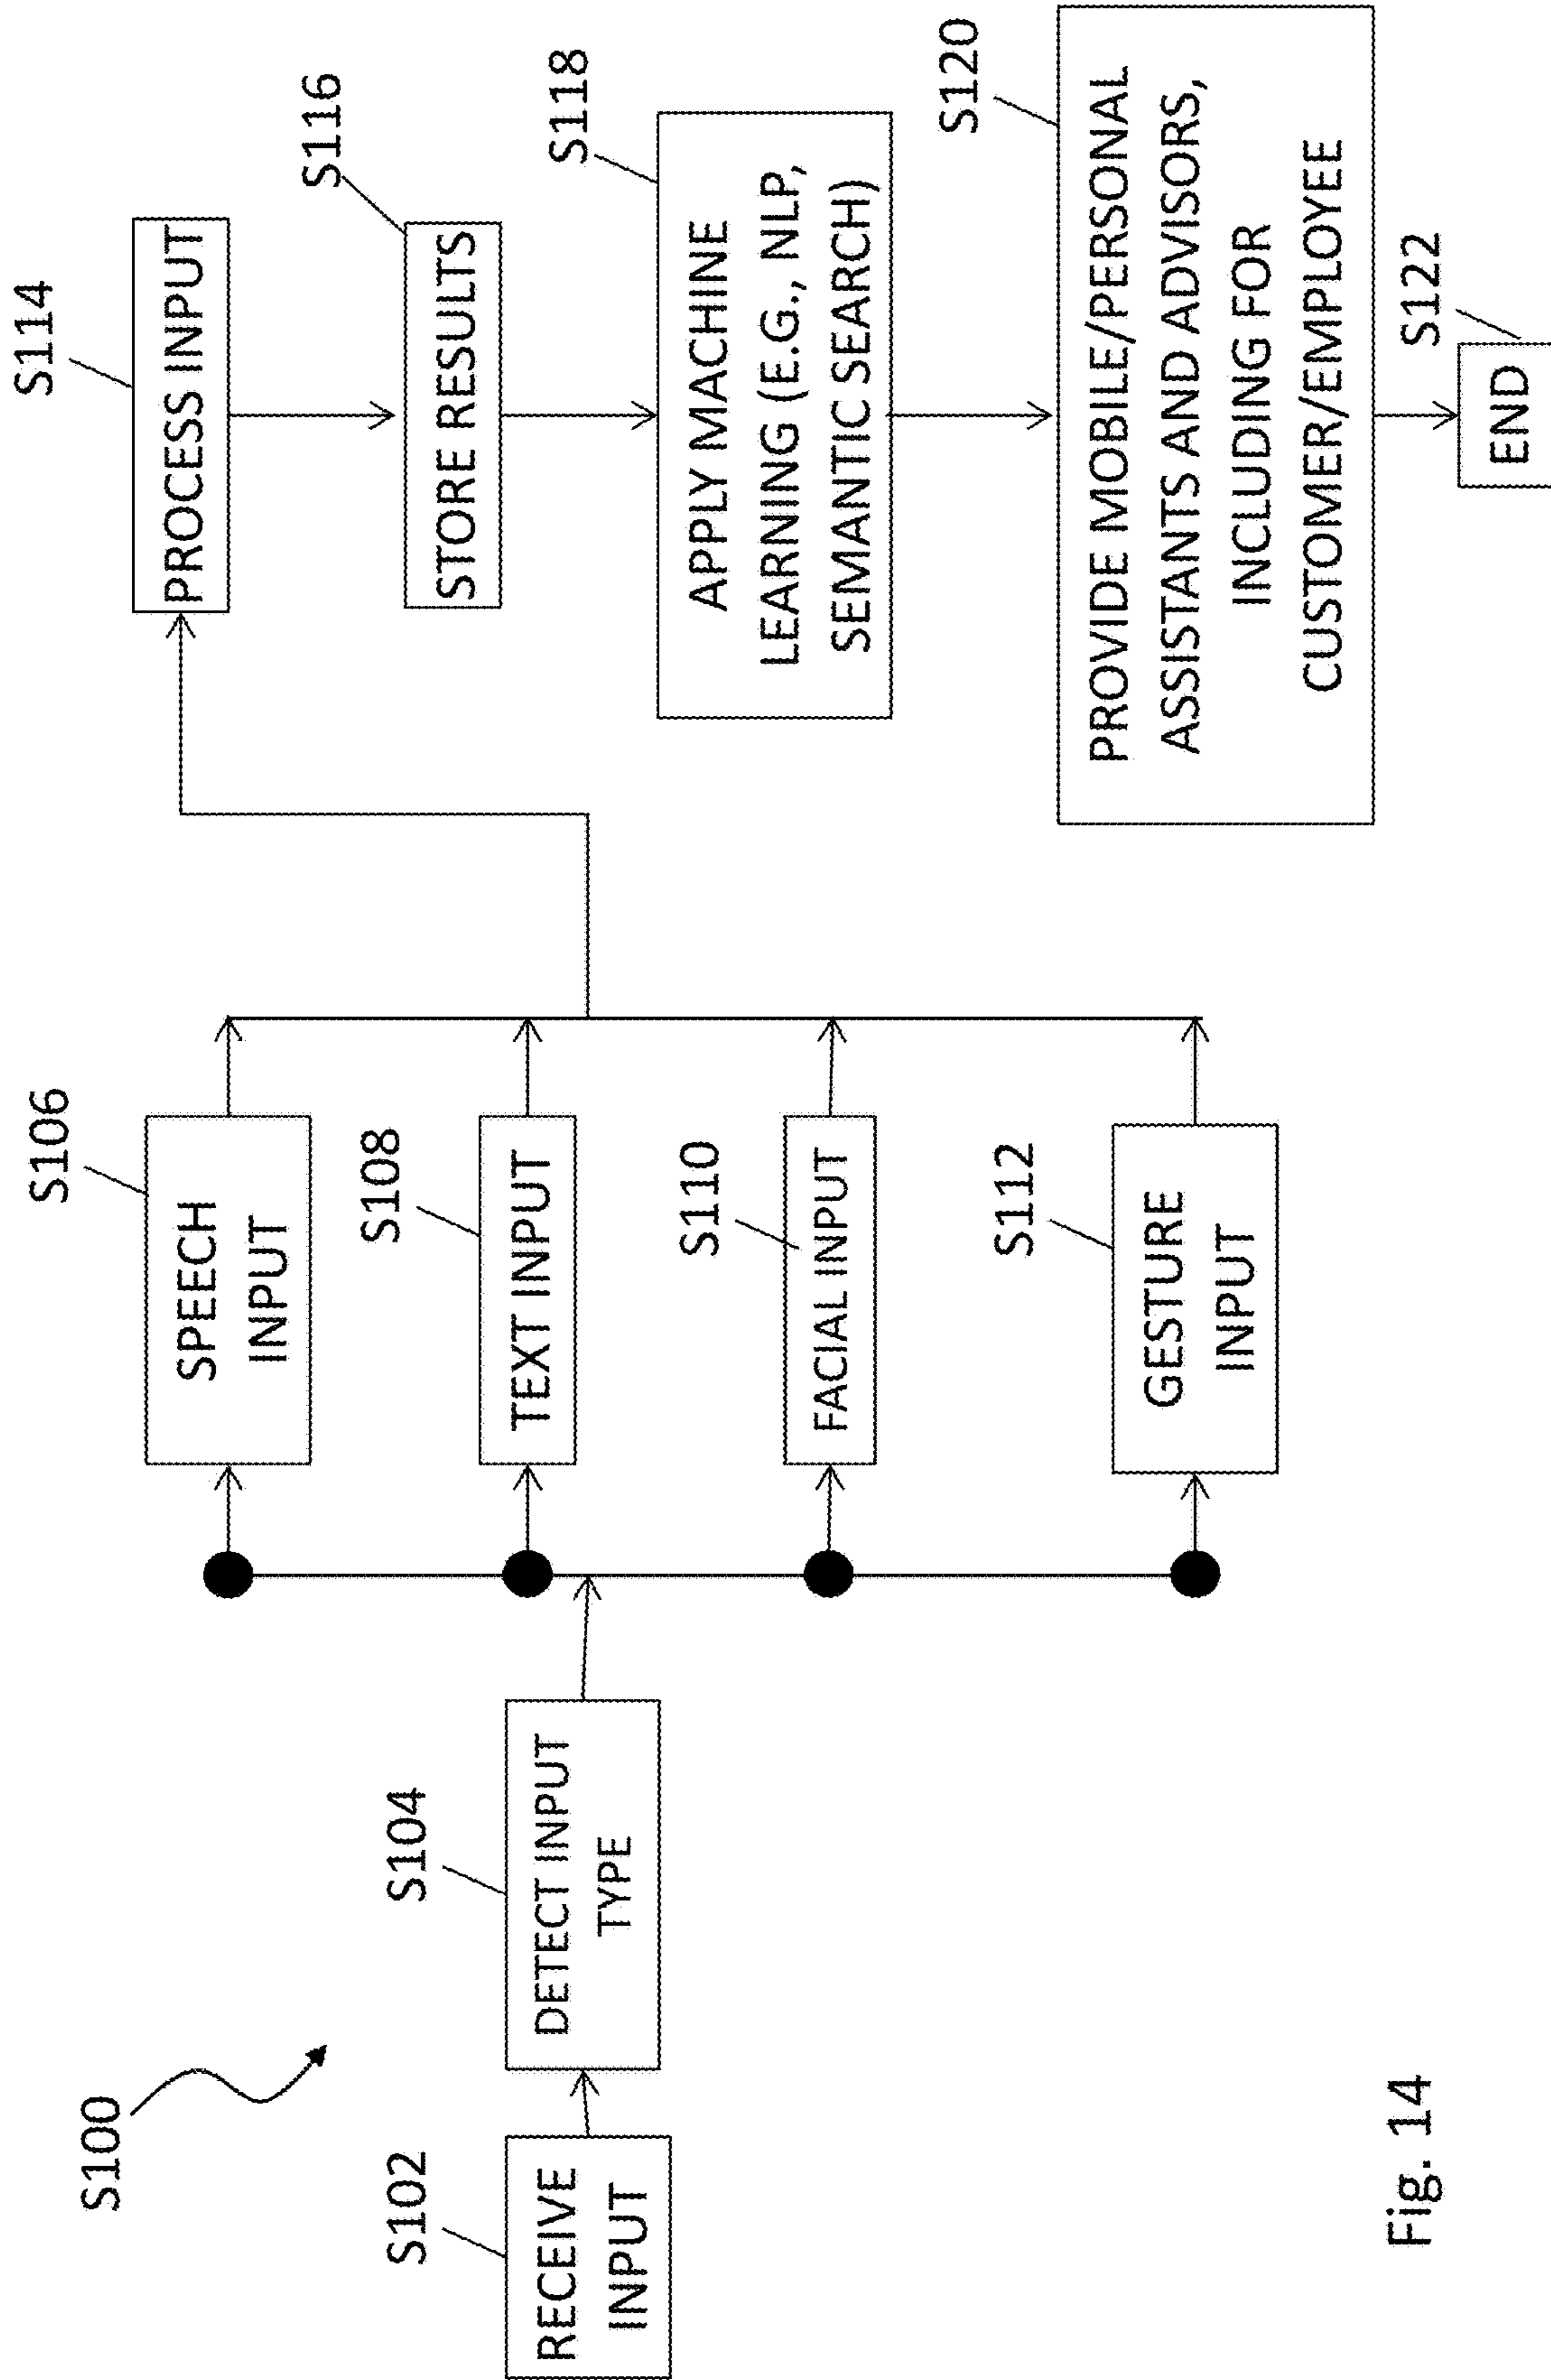 S100
S102
RECEIVE
INPUT
S104
DETECT INPUT
TYPE
S106
SPEECH
INPUT
S108
TEXT INPUT
S110
FACIAL INPUT
S112
GESTURE
INPUT
S114
PROCESS INPUT
S116
STORE RESULTS
S118
APPLY MACHINE
LEARNING (E.G., NLP,
SEMANTIC SEARCH)
S120
PROVIDE MOBILE/PERSONAL
ASSISTANTS AND ADVISORS,
INCLUDING FOR
CUSTOMER/EMPLOYEE
S122
END
Fig. 14